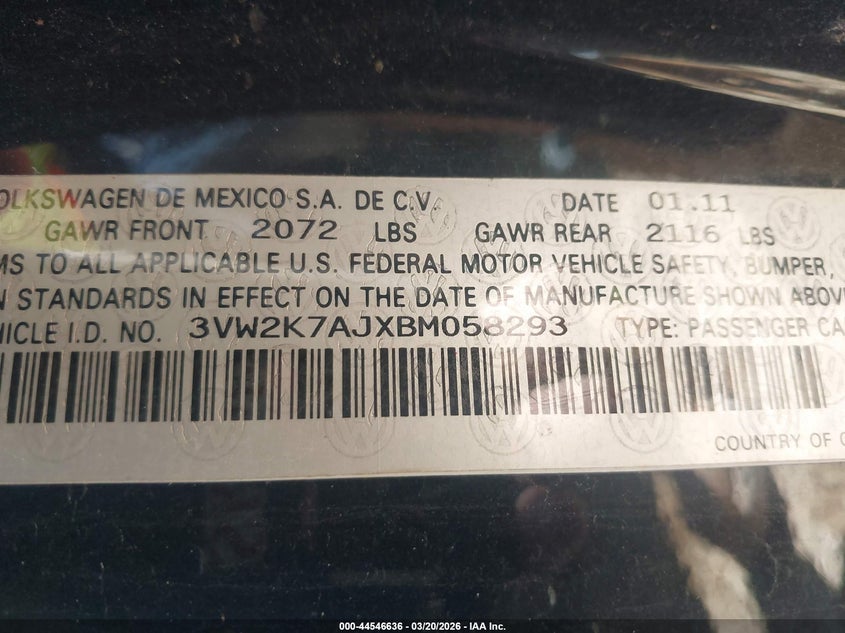 OLKSWAGEN DE MEXICO S.A. DE C.V. DATE 01.11
GAWR FRONT 2072 LBS GAWR REAR 2116 LBS
MS TO ALL APPLICABLE U.S. FEDERAL MOTOR VEHICLE SAFETY, BUMPER,
N STANDARDS IN EFFECT ON THE DATE OF MANUFACTURE SHOWN ABOVE
HICLE I.D. NO. 3VW2K7AJXBM058293 TYPE: PASSENGER CA
COUNTRY OF O
000-44546636 - 03/20/2026 - IAA Inc.